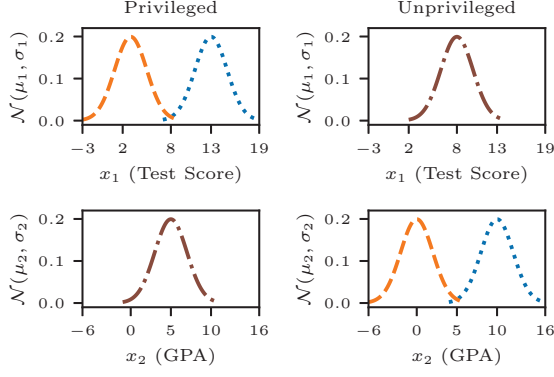 Privileged
Unprivileged
𝒩(μ₁, σ₁)
0.2
0.1
0.0
−3 2 8 13 19
x₁ (Test Score)
𝒩(μ₁, σ₁)
0.2
0.1
0.0
−3 2 8 13 19
x₁ (Test Score)
𝒩(μ₂, σ₂)
0.2
0.1
0.0
−6 0 5 10 16
x₂ (GPA)
𝒩(μ₂, σ₂)
0.2
0.1
0.0
−6 0 5 10 16
x₂ (GPA)